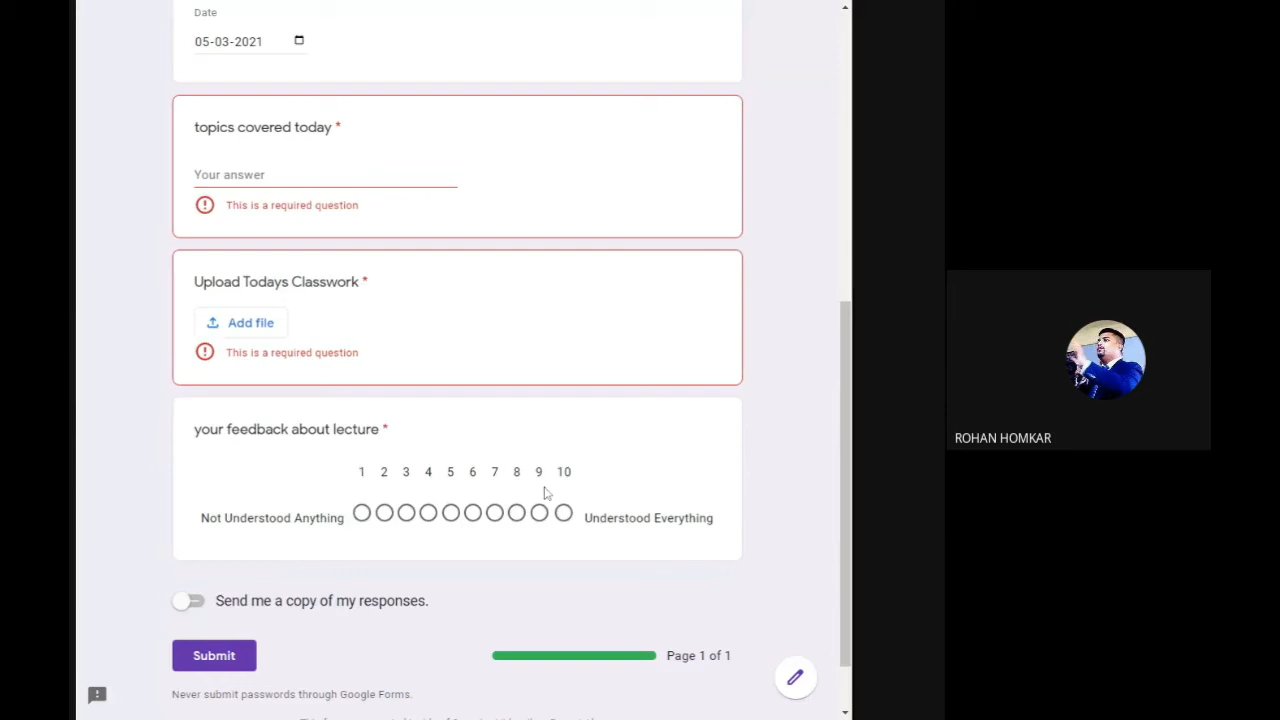 Date
05-03-2021
topics covered today *
Your answer
This is a required question
Upload Todays Classwork *
Add file
This is a required question
your feedback about lecture *
1 2 3 4 5 6 7 8 9 10
Not Understood Anything Understood Everything
Send me a copy of my responses.
Submit
Page 1 of 1
Never submit passwords through Google Forms.
ROHAN HOMKAR